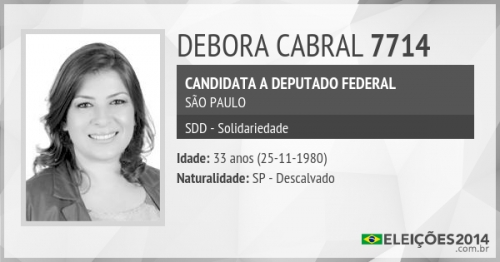 DEBORA CABRAL 7714
CANDIDATA A DEPUTADO FEDERAL
SÃO PAULO
SDD - Solidariedade
Idade: 33 anos (25-11-1980)
Naturalidade: SP - Descalvado
ELEIÇÕES2014
.com.br